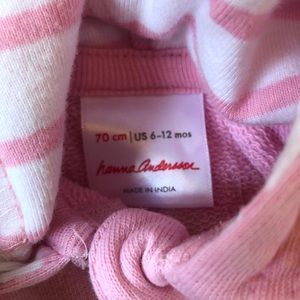 70 cm | US 6-12 mos
hanna Andersson
MADE IN INDIA